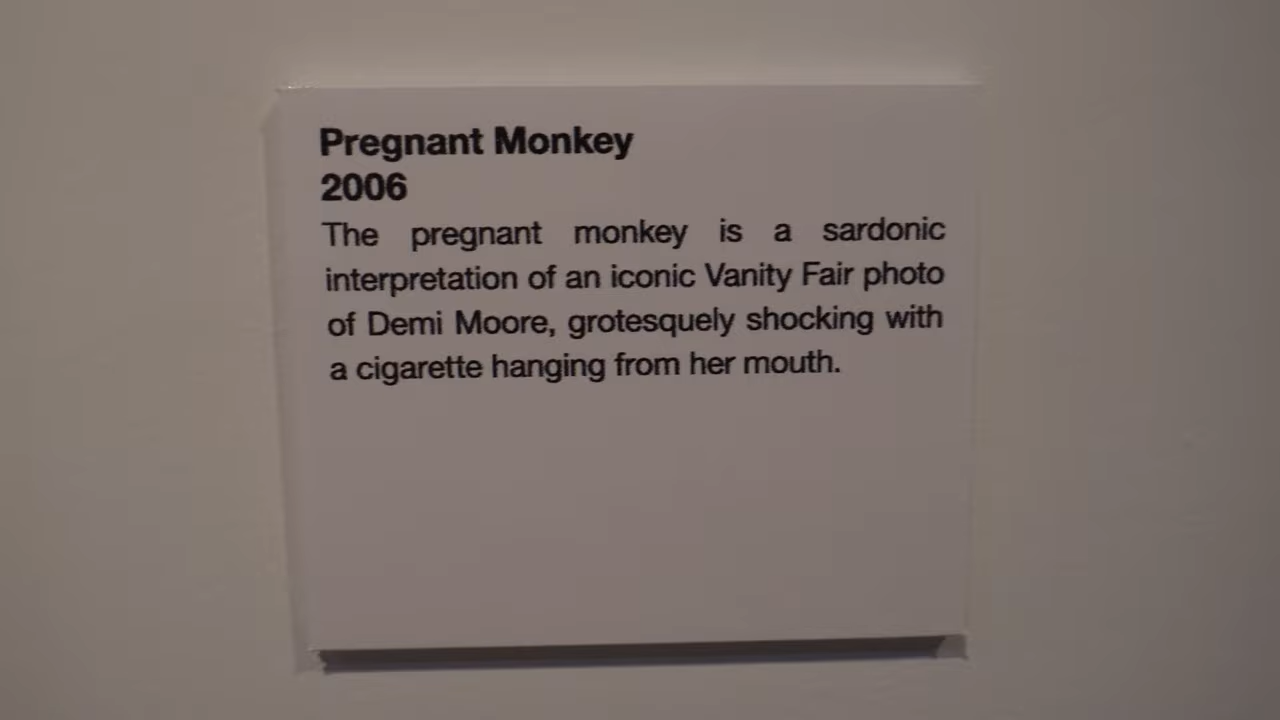 Pregnant Monkey
2006
The pregnant monkey is a sardonic
interpretation of an iconic Vanity Fair photo
of Demi Moore, grotesquely shocking with
a cigarette hanging from her mouth.